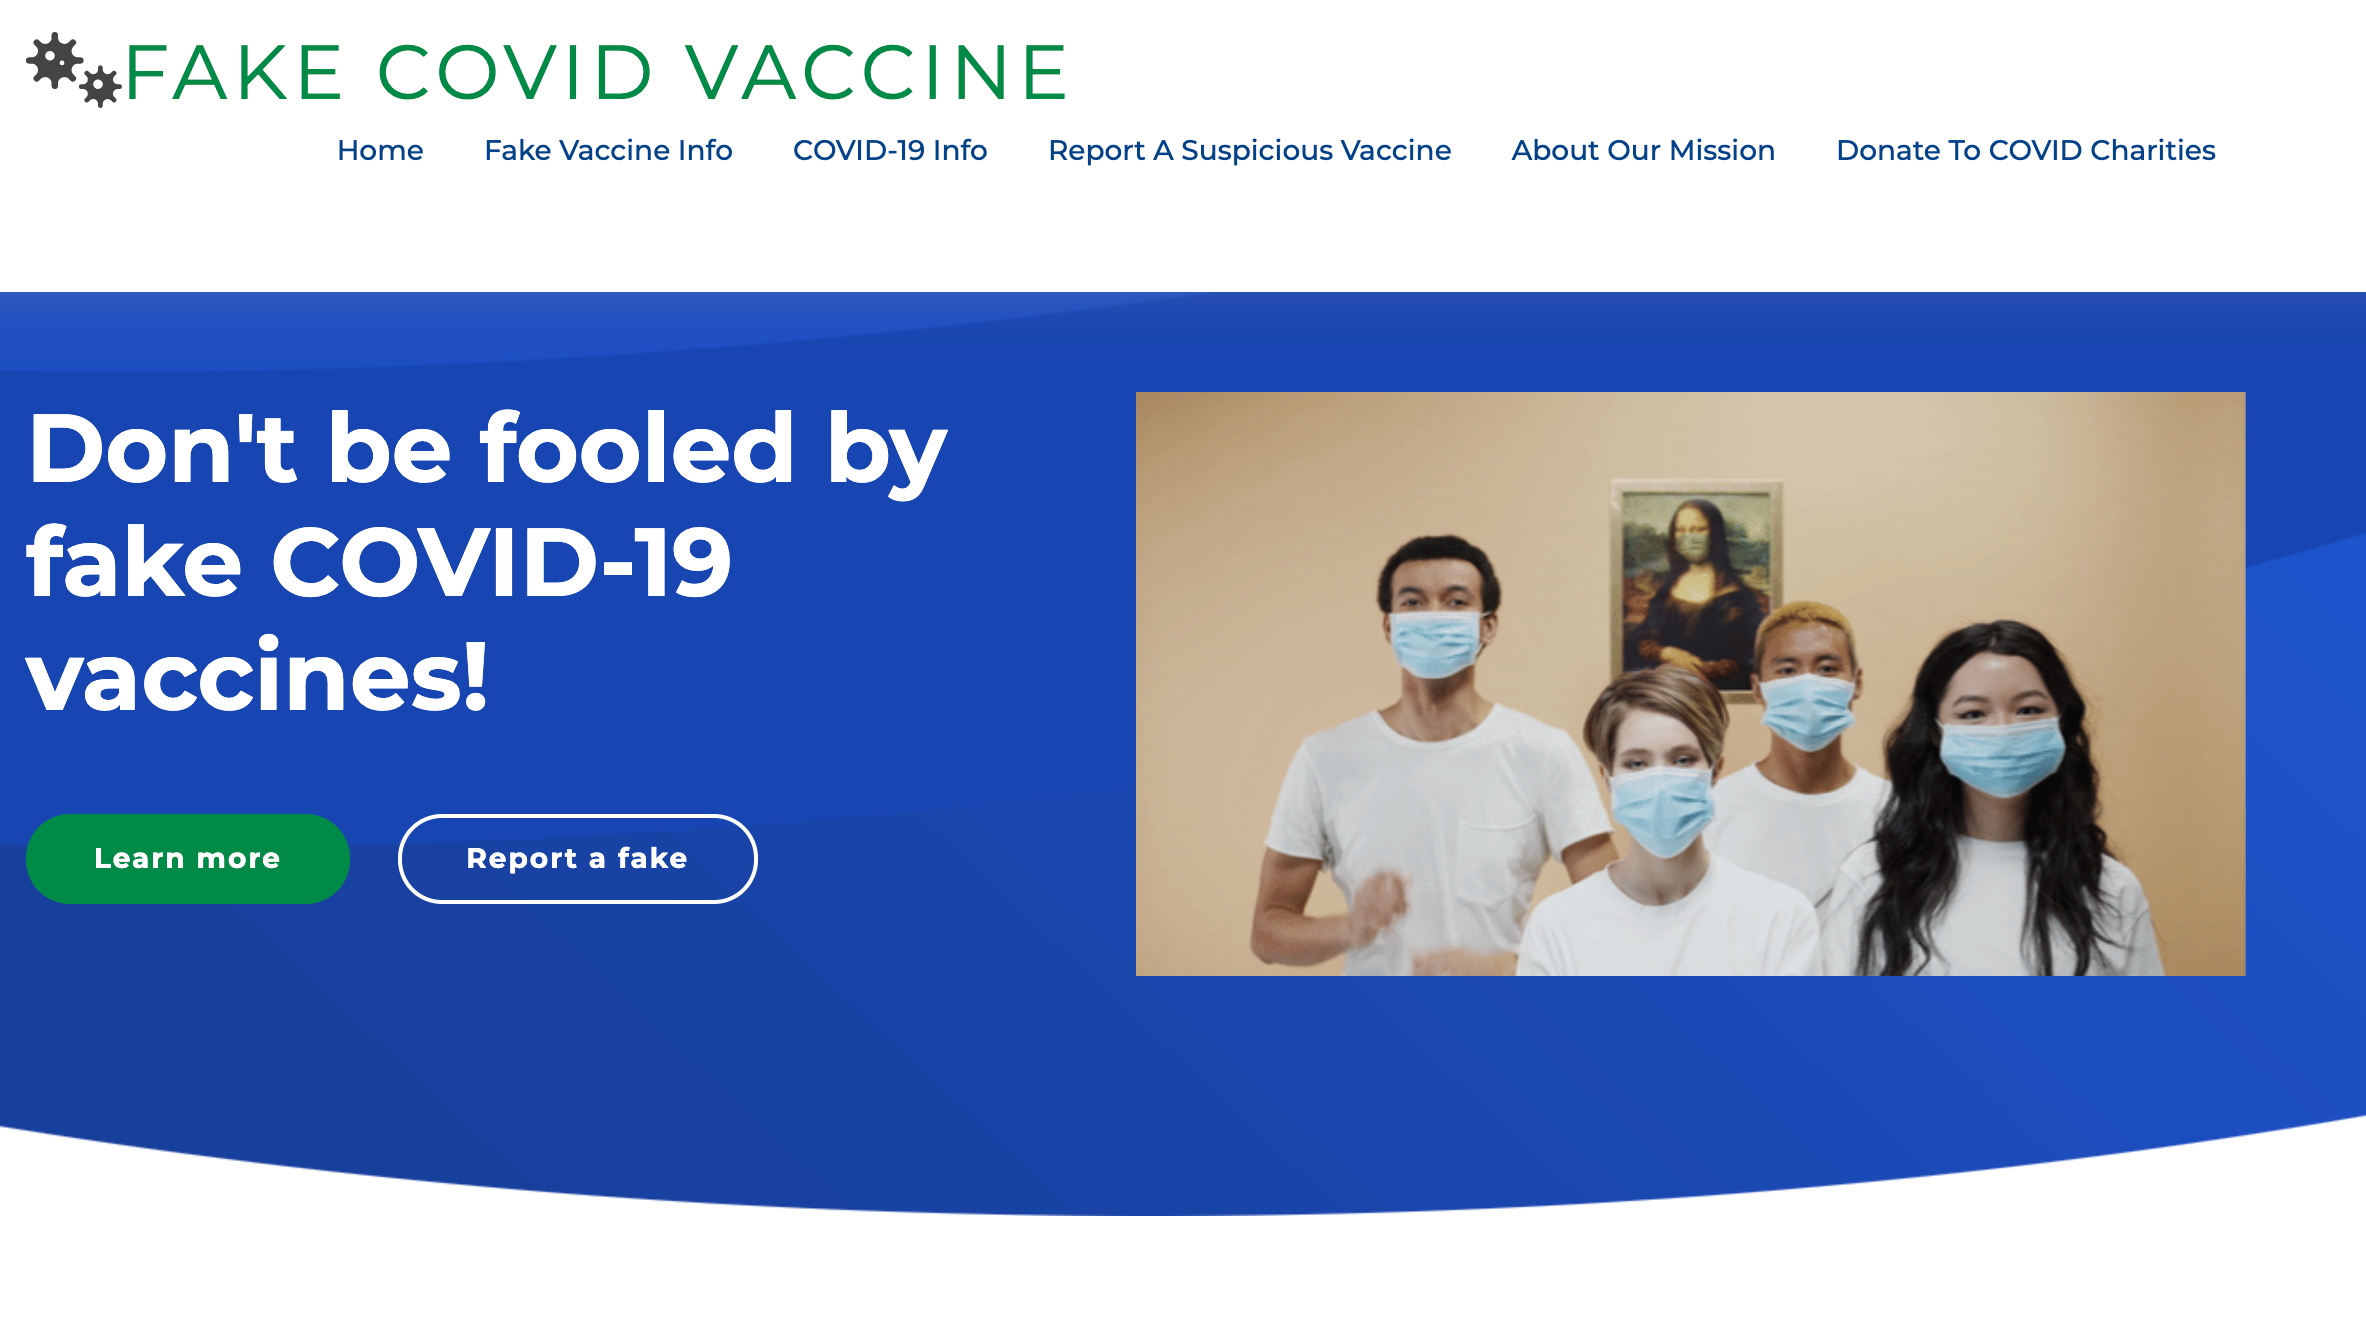 FAKE COVID VACCINE
Home Fake Vaccine Info COVID-19 Info Report A Suspicious Vaccine About Our Mission Donate To COVID Charities
Don't be fooled by
fake COVID-19
vaccines!
Learn more Report a fake